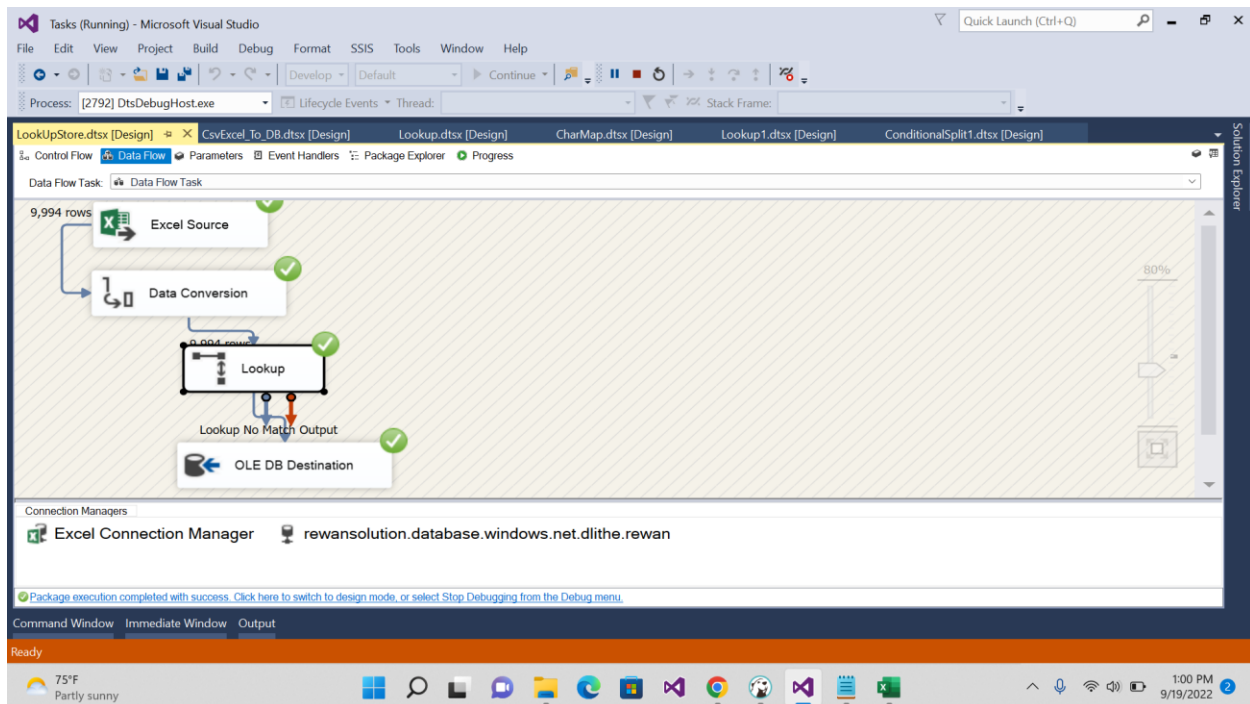 Tasks (Running) - Microsoft Visual Studio
Quick Launch (Ctrl+Q)
File Edit View Project Build Debug Format SSIS Tools Window Help
Develop Default Continue
Process: [2792] DtsDebugHost.exe Lifecycle Events Thread: Stack Frame:
LookUpStore.dtsx [Design] CsvExcel_To_DB.dtsx [Design] Lookup.dtsx [Design] CharMap.dtsx [Design] Lookup1.dtsx [Design] ConditionalSplit1.dtsx [Design]
Solution Explorer
Control Flow Data Flow Parameters Event Handlers Package Explorer Progress
Data Flow Task: Data Flow Task
9,994 rows
Excel Source
80%
Data Conversion
9,994 rows
Lookup
Lookup No Match Output
OLE DB Destination
Connection Managers
Excel Connection Manager rewansolution.database.windows.net.dlithe.rewan
Package execution completed with success. Click here to switch to design mode, or select Stop Debugging from the Debug menu.
Command Window Immediate Window Output
Ready
75°F
Partly sunny
1:00 PM
9/19/2022
2